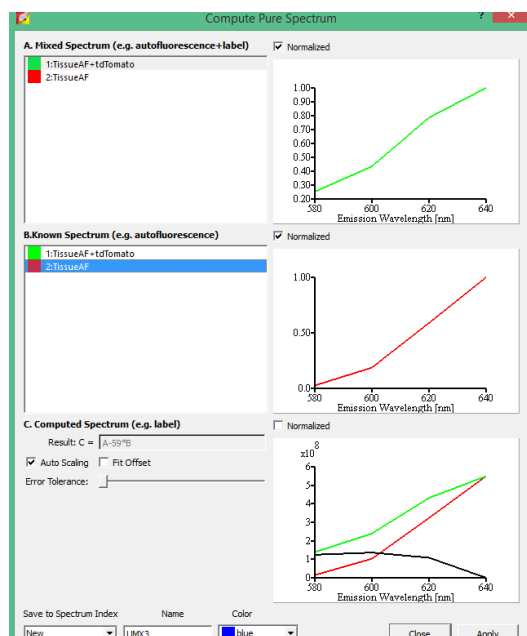 Compute Pure Spectrum ? ×
A. Mixed Spectrum (e.g. autofluorescence+label)
1:TissueAF+tdTomato
2:TissueAF
Normalized
1.00
0.90
0.80
0.70
0.60
0.50
0.40
0.30
0.20
580 600 620 640
Emission Wavelength [nm]
B.Known Spectrum (e.g. autofluorescence)
1:TissueAF+tdTomato
2:TissueAF
Normalized
1.00
0.50
0.0
580 600 620 640
Emission Wavelength [nm]
C. Computed Spectrum (e.g. label)
Result: C = A-59*B
Auto Scaling Fit Offset
Error Tolerance:
Normalized
x10 8
6
5
4
3
2
1
0
580 600 620 640
Emission Wavelength [nm]
Save to Spectrum Index Name Color
New UMX3 blue Close Apply